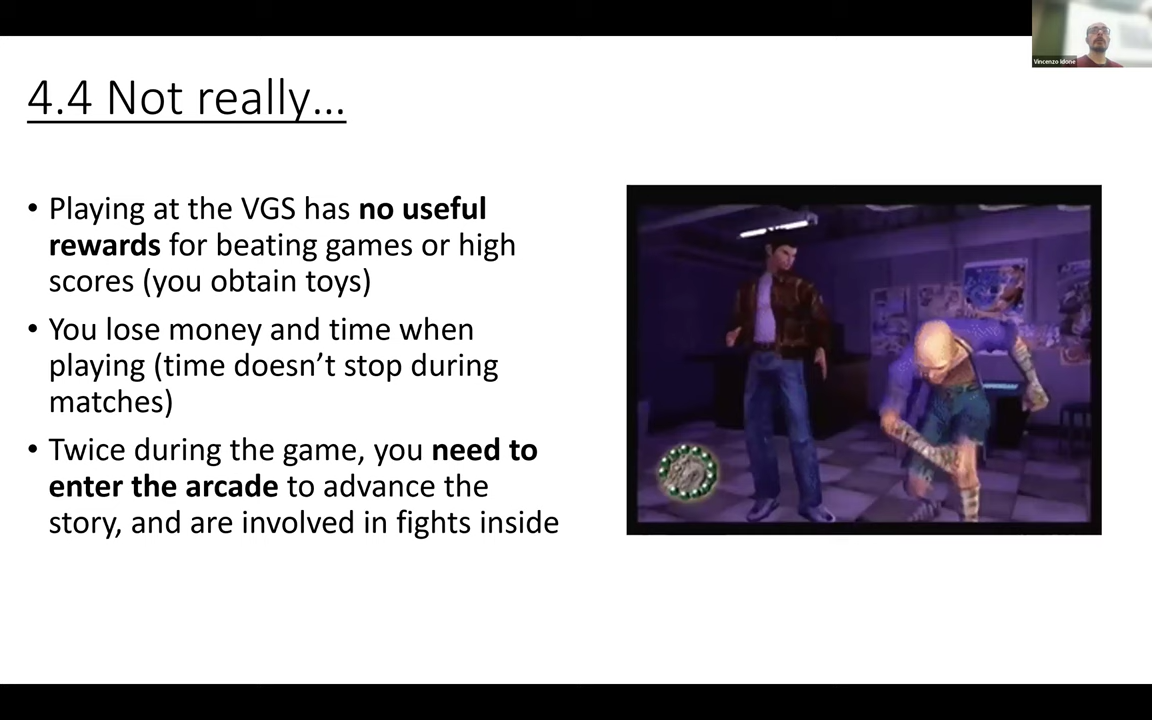 Vincenzo Idone
4.4 Not really...
• Playing at the VGS has no useful
rewards for beating games or high
scores (you obtain toys)
• You lose money and time when
playing (time doesn’t stop during
matches)
• Twice during the game, you need to
enter the arcade to advance the
story, and are involved in fights inside